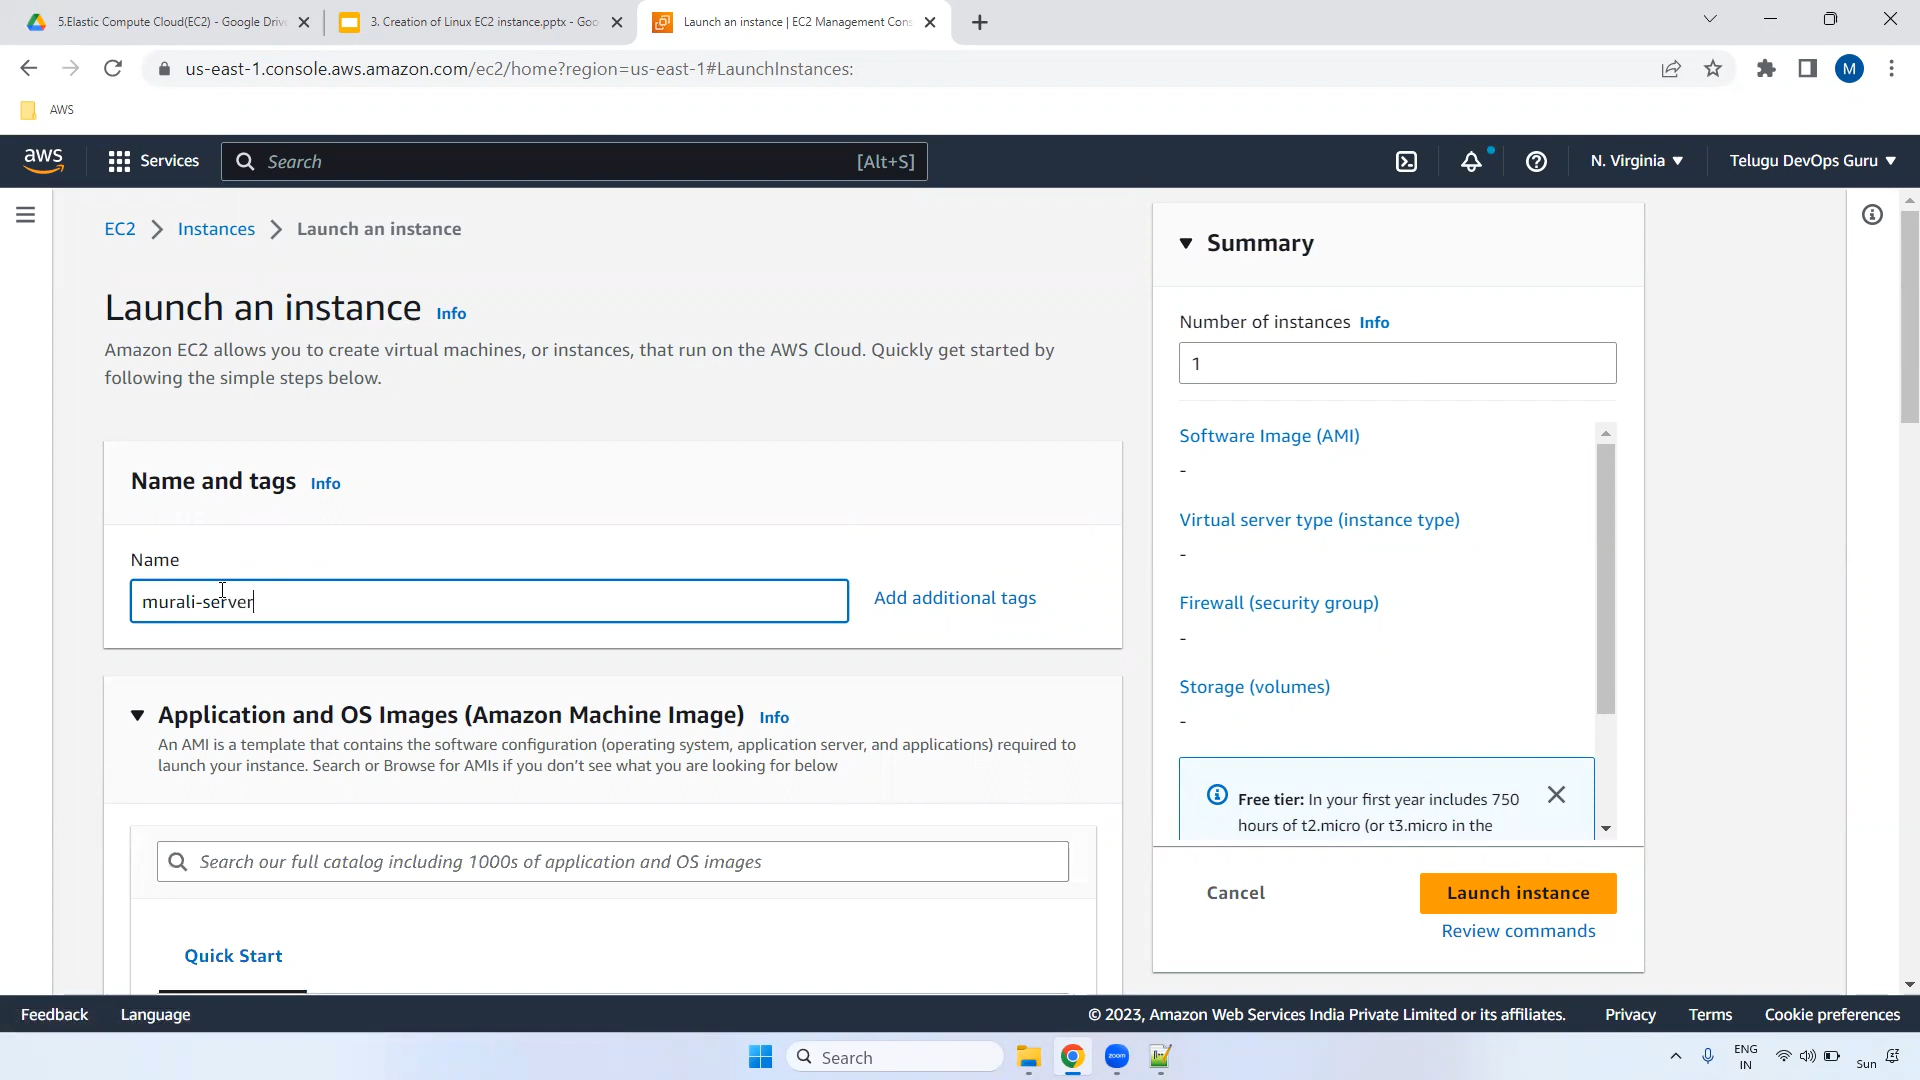 5.Elastic Compute Cloud(EC2) - Google Driv
3. Creation of Linux EC2 instance.pptx - Goo
Launch an instance | EC2 Management Cons
us-east-1.console.aws.amazon.com/ec2/home?region=us-east-1#LaunchInstances:
M
AWS
aws
Services
Search
[Alt+S]
N. Virginia
Telugu DevOps Guru
EC2
Instances
Launch an instance
Launch an instance Info
Amazon EC2 allows you to create virtual machines, or instances, that run on the AWS Cloud. Quickly get started by
following the simple steps below.
Name and tags Info
Name
murali-server
Add additional tags
Application and OS Images (Amazon Machine Image) Info
An AMI is a template that contains the software configuration (operating system, application server, and applications) required to
launch your instance. Search or Browse for AMIs if you don't see what you are looking for below
Search our full catalog including 1000s of application and OS images
Quick Start
Summary
Number of instances Info
1
Software Image (AMI)
-
Virtual server type (instance type)
-
Firewall (security group)
-
Storage (volumes)
-
Free tier: In your first year includes 750
hours of t2.micro (or t3.micro in the
Cancel
Launch instance
Review commands
Feedback
Language
© 2023, Amazon Web Services India Private Limited or its affiliates.
Privacy
Terms
Cookie preferences
Search
zoom
ENG
IN
Sun